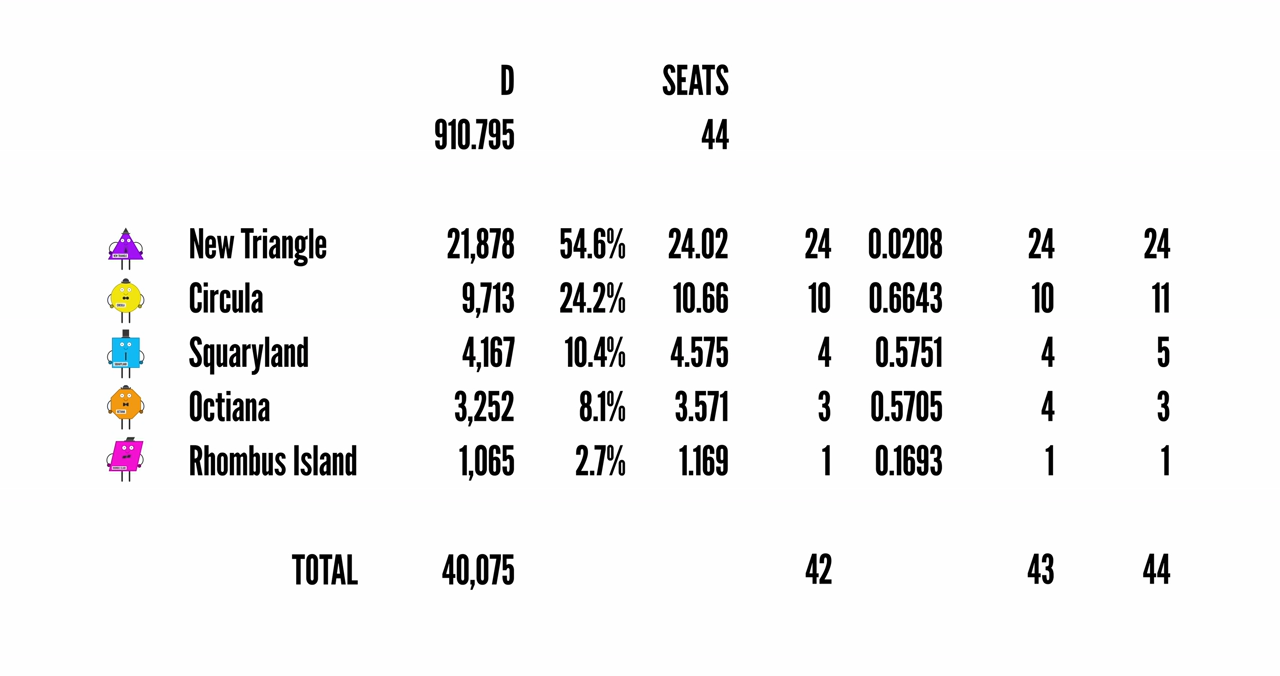 D SEATS
910.795 44
New Triangle 21,878 54.6% 24.02 24 0.0208 24 24
Circula 9,713 24.2% 10.66 10 0.6643 10 11
Squaryland 4,167 10.4% 4.575 4 0.5751 4 5
Octiana 3,252 8.1% 3.571 3 0.5705 4 3
Rhombus Island 1,065 2.7% 1.169 1 0.1693 1 1
TOTAL 40,075 42 43 44